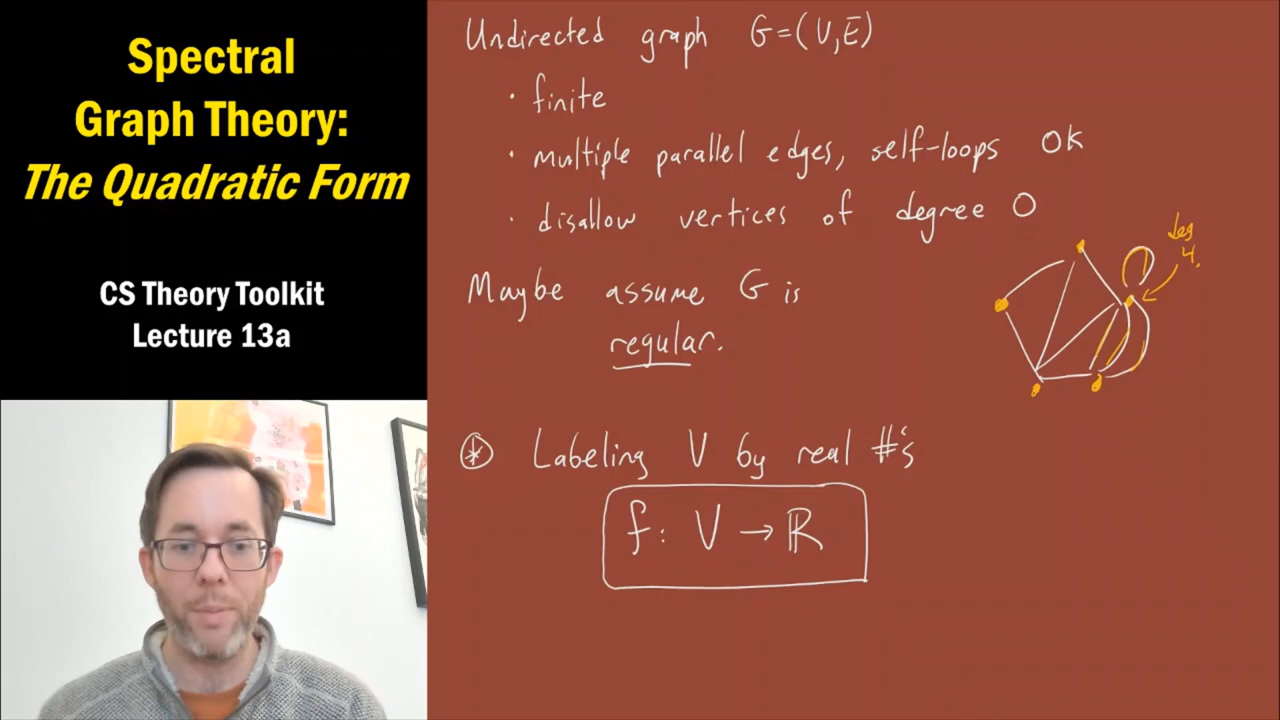 Spectral
Graph Theory:
The Quadratic Form
CS Theory Toolkit
Lecture 13a
Undirected graph G=(V,E)
· finite
· multiple parallel edges, self-loops OK
· disallow vertices of degree 0
deg
4.
Maybe assume G is
regular.
⊛ Labeling V by real #'s
f: V → ℝ